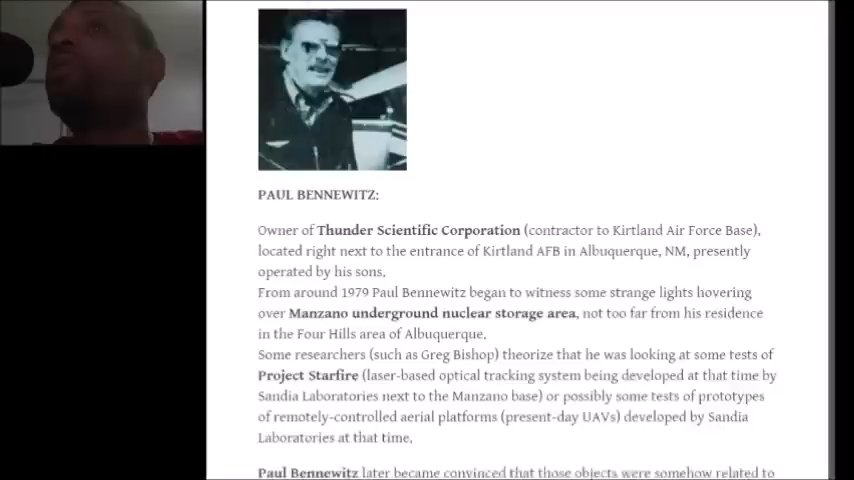 PAUL BENNEWITZ:
Owner of Thunder Scientific Corporation (contractor to Kirtland Air Force Base),
located right next to the entrance of Kirtland AFB in Albuquerque, NM, presently
operated by his sons.
From around 1979 Paul Bennewitz began to witness some strange lights hovering
over Manzano underground nuclear storage area, not too far from his residence
in the Four Hills area of Albuquerque.
Some researchers (such as Greg Bishop) theorize that he was looking at some tests of
Project Starfire (laser-based optical tracking system being developed at that time by
Sandia Laboratories next to the Manzano base) or possibly some tests of prototypes
of remotely-controlled aerial platforms (present-day UAVs) developed by Sandia
Laboratories at that time.
Paul Bennewitz later became convinced that those objects were somehow related to